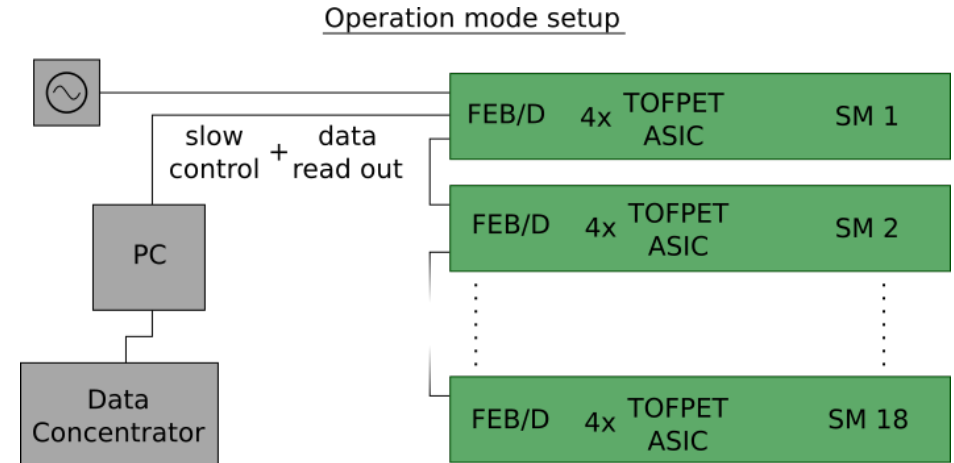 Operation mode setup
FEB/D 4x TOFPET ASIC SM 1
slow control + data read out
FEB/D 4x TOFPET ASIC SM 2
PC
Data Concentrator
FEB/D 4x TOFPET ASIC SM 18